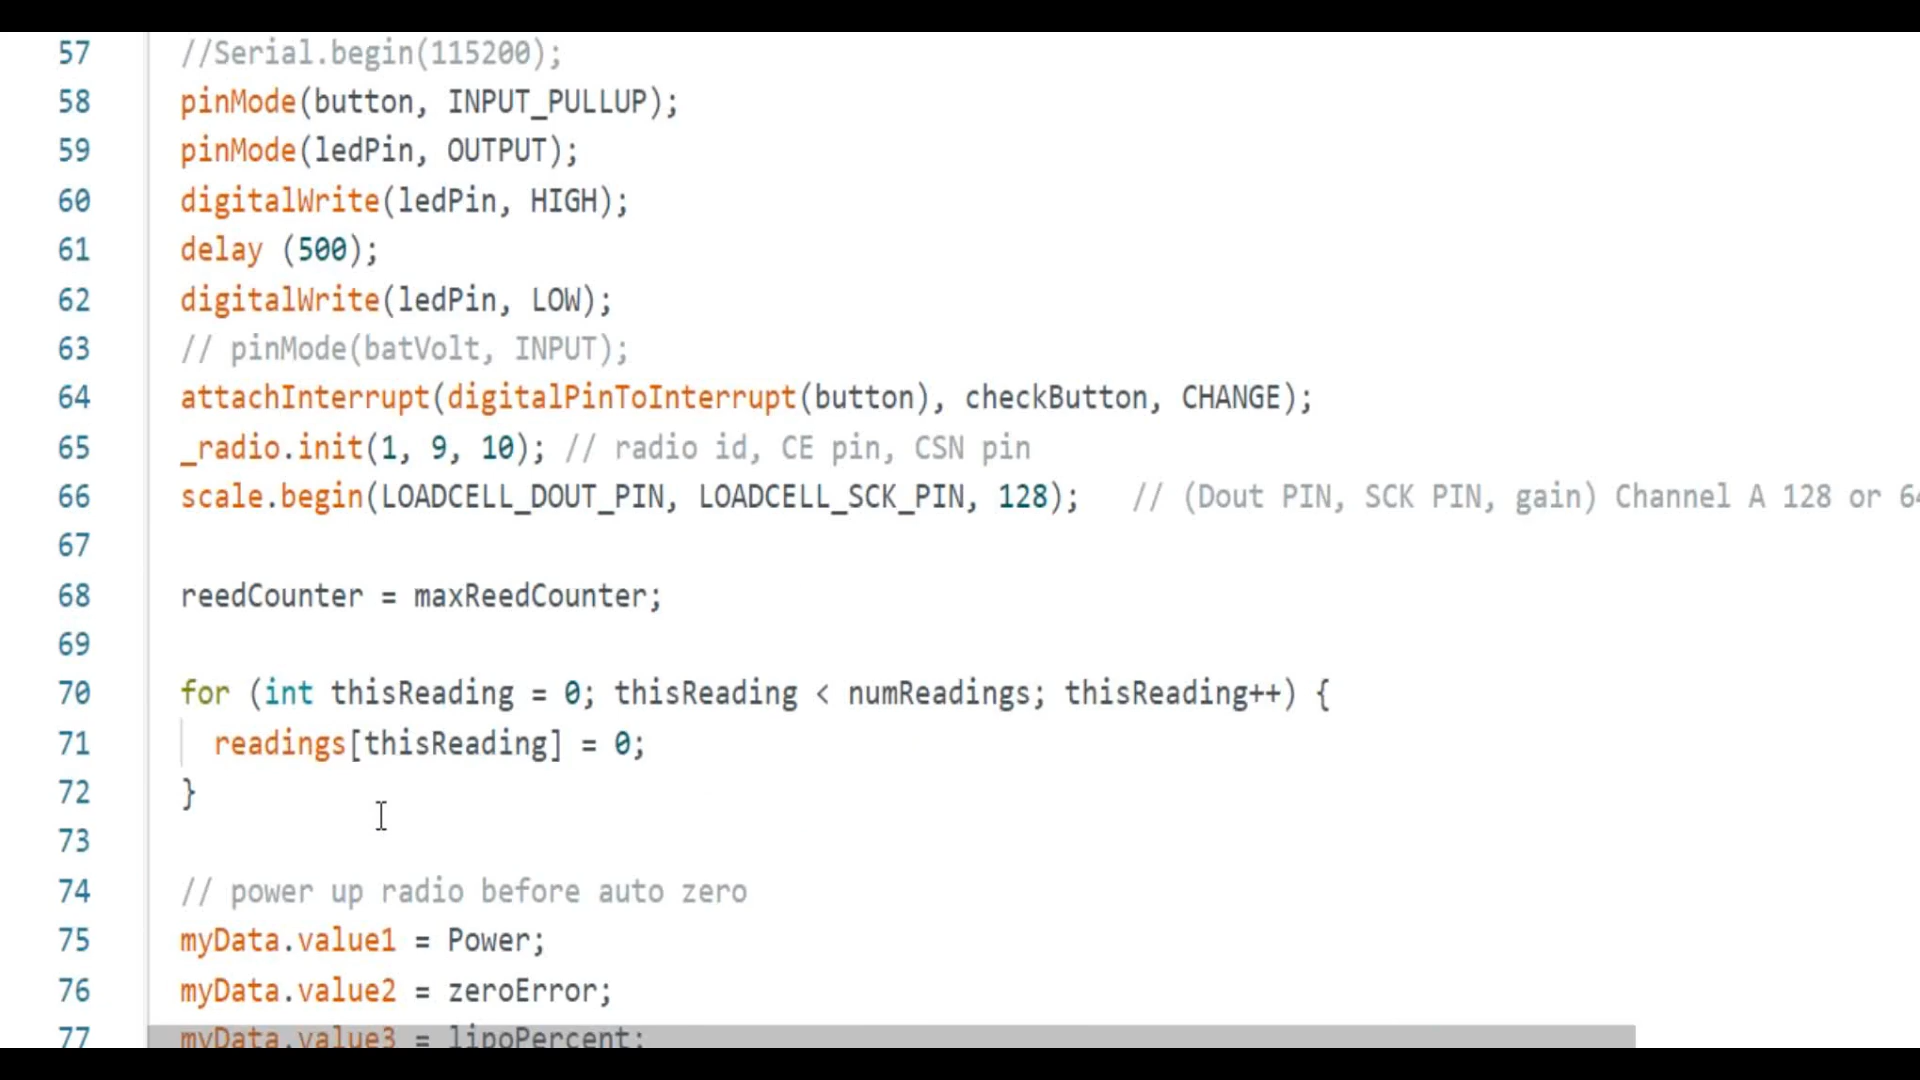 57 //Serial.begin(115200);
58 pinMode(button, INPUT_PULLUP);
59 pinMode(ledPin, OUTPUT);
60 digitalWrite(ledPin, HIGH);
61 delay (500);
62 digitalWrite(ledPin, LOW);
63 // pinMode(batVolt, INPUT);
64 attachInterrupt(digitalPinToInterrupt(button), checkButton, CHANGE);
65 _radio.init(1, 9, 10); // radio id, CE pin, CSN pin
66 scale.begin(LOADCELL_DOUT_PIN, LOADCELL_SCK_PIN, 128); // (Dout PIN, SCK PIN, gain) Channel A 128 or 64
67
68 reedCounter = maxReedCounter;
69
70 for (int thisReading = 0; thisReading < numReadings; thisReading++) {
71 readings[thisReading] = 0;
72 }
73
74 // power up radio before auto zero
75 myData.value1 = Power;
76 myData.value2 = zeroError;
77 myData.value3 = lipoPercent;